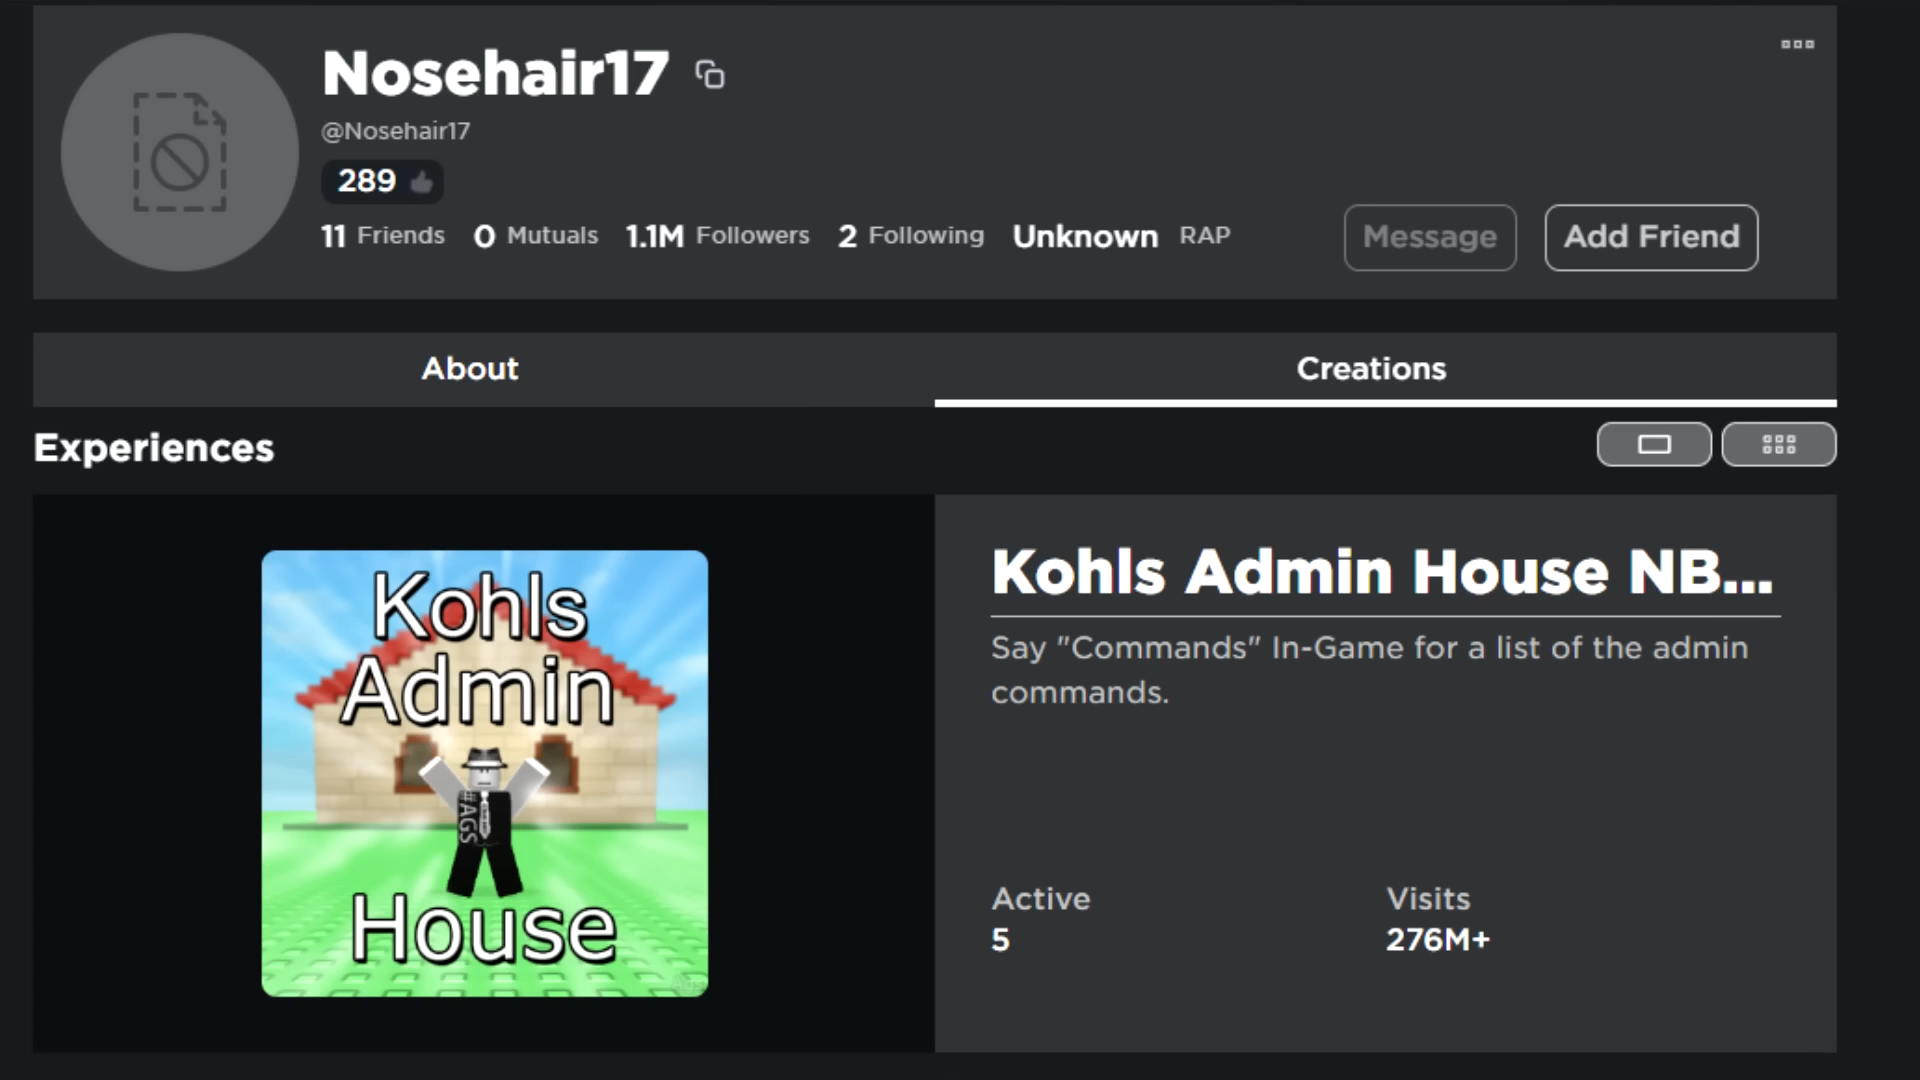 Nosehair17
@Nosehair17
289
11 Friends 0 Mutuals 1.1M Followers 2 Following Unknown RAP
Message
Add Friend
About
Creations
Experiences
Kohls
Admin
#AGS
House
Kohls Admin House NB...
Say "Commands" In-Game for a list of the admin
commands.
Active
5
Visits
276M+